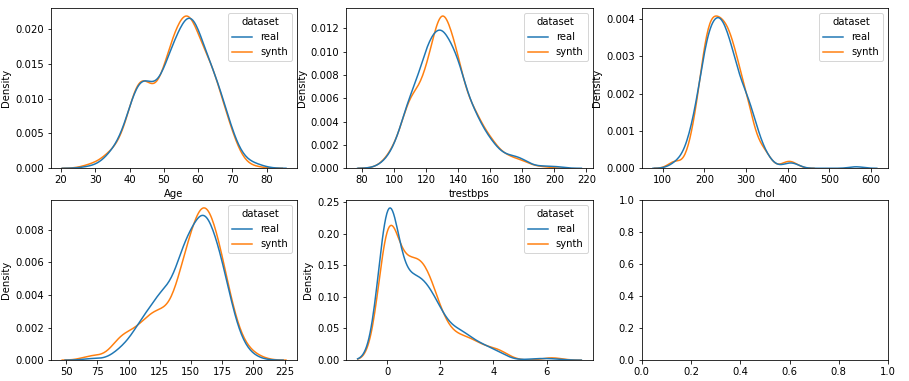 0.020
0.015
0.010
0.005
0.000
Density
20 30 40 50 60 70 80
Age
dataset
real
synth
0.012
0.010
0.008
0.006
0.004
0.002
0.000
Density
80 100 120 140 160 180 200 220
trestbps
dataset
real
synth
0.004
0.003
0.002
0.001
0.000
Density
100 200 300 400 500 600
chol
dataset
real
synth
0.008
0.006
0.004
0.002
0.000
Density
50 75 100 125 150 175 200 225
dataset
real
synth
0.25
0.20
0.15
0.10
0.05
0.00
Density
0 2 4 6
dataset
real
synth
1.0
0.8
0.6
0.4
0.2
0.0
0.0 0.2 0.4 0.6 0.8 1.0